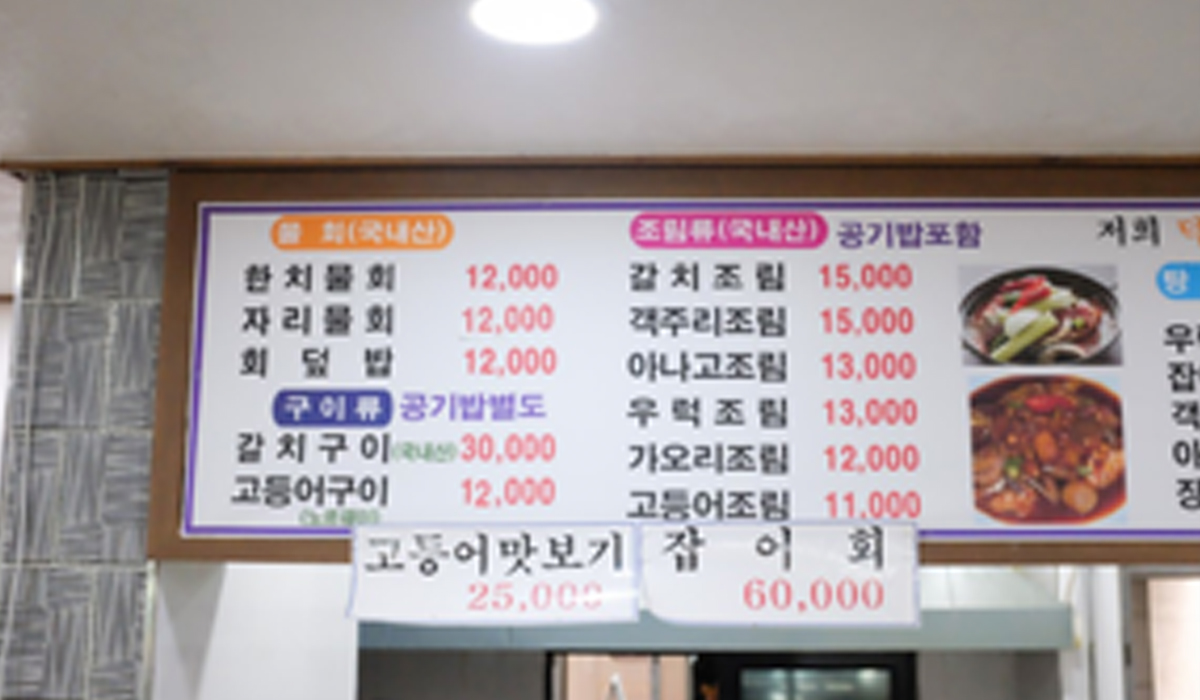 물 회(국내산)
한치물회 12,000
자리물회 12,000
회 덮 밥 12,000
구이류 공기밥별도
갈치구이(국내산) 30,000
고등어구이 12,000
조림류(국내산) 공기밥포함
갈치조림 15,000
객주리조림 15,000
아나고조림 13,000
우럭조림 13,000
가오리조림 12,000
고등어조림 11,000
저희
탕
고등어맛보기
25,000
잡 어 회
60,000